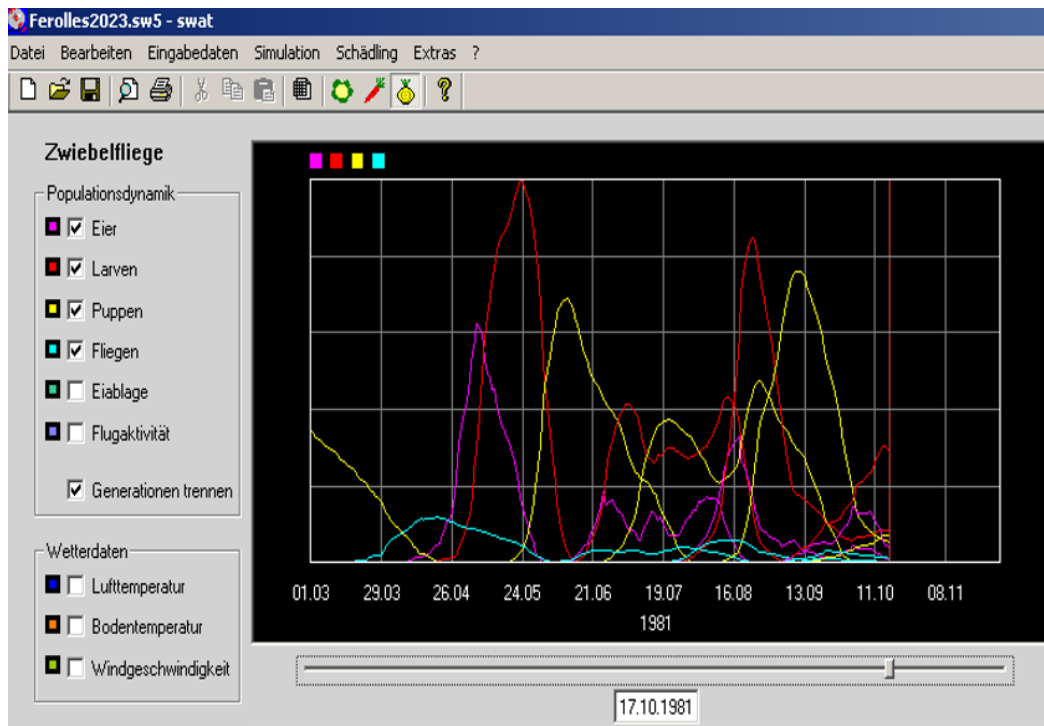 Ferolles2023.sw5 - swat
Datei Bearbeiten Eingabedaten Simulation Schädling Extras ?
Zwiebelfliege
Populationsdynamik
Eier
Larven
Puppen
Fliegen
Eiablage
Flugaktivität
Generationen trennen
Wetterdaten
Lufttemperatur
Bodentemperatur
Windgeschwindigkeit
01.03 29.03 26.04 24.05 21.06 19.07 16.08 13.09 11.10 08.11
1981
17.10.1981